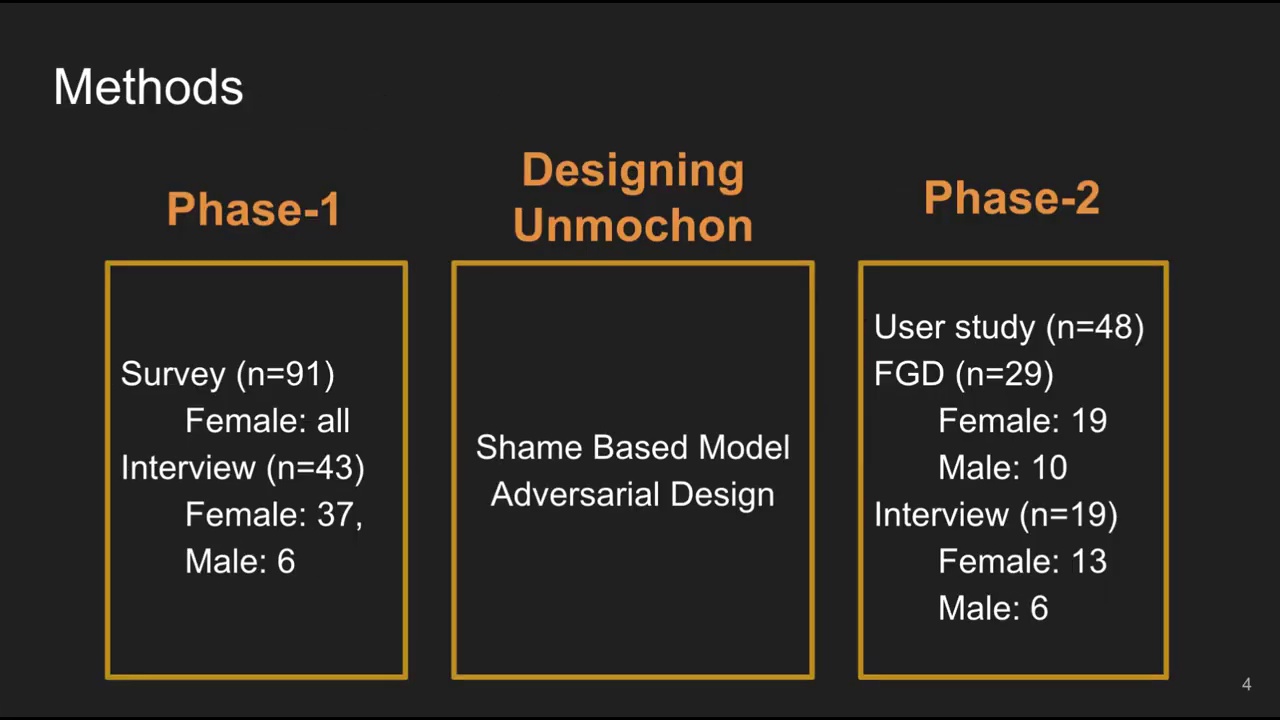 Methods
Phase-1
Survey (n=91)
Female: all
Interview (n=43)
Female: 37,
Male: 6
Designing
Unmochon
Shame Based Model
Adversarial Design
Phase-2
User study (n=48)
FGD (n=29)
Female: 19
Male: 10
Interview (n=19)
Female: 13
Male: 6
4